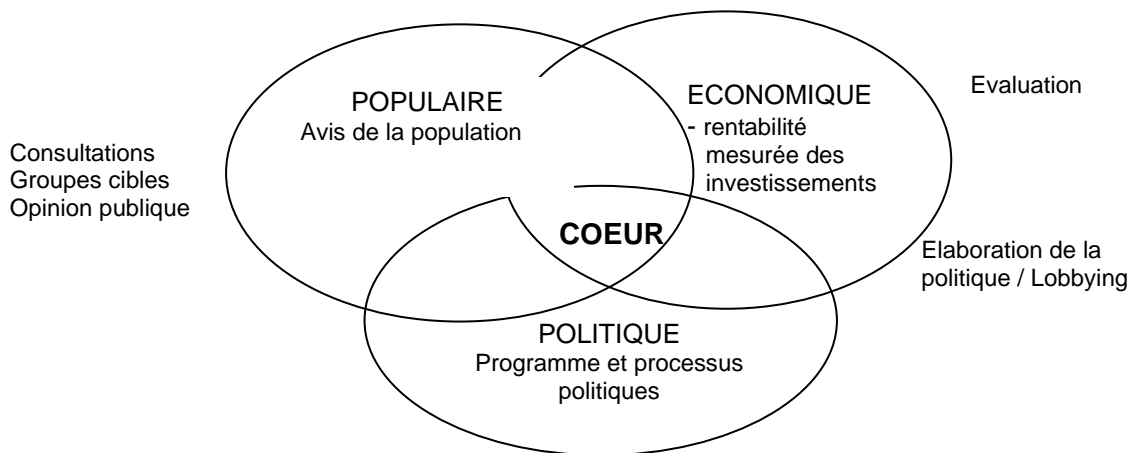 POPULAIRE
Avis de la population
ECONOMIQUE
- rentabilité
mesurée des
investissements
Evaluation
Consultations
Groupes cibles
Opinion publique
COEUR
Elaboration de la
politique / Lobbying
POLITIQUE
Programme et processus
politiques